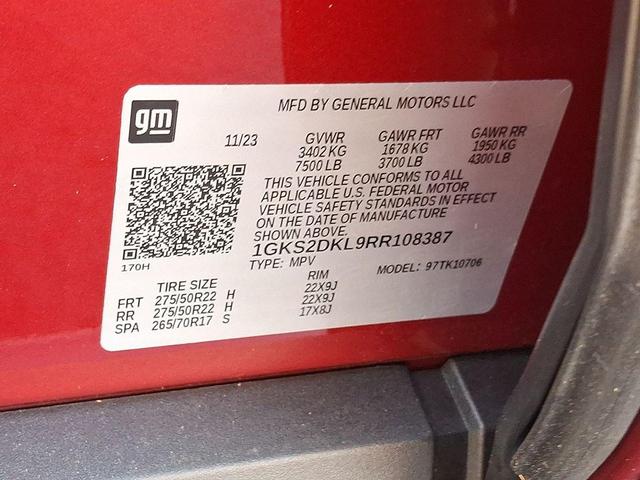 gm
MFD BY GENERAL MOTORS LLC
11/23 GVWR GAWR FRT GAWR RR
3402 KG 1678 KG 1950 KG
7500 LB 3700 LB 4300 LB
THIS VEHICLE CONFORMS TO ALL
APPLICABLE U.S. FEDERAL MOTOR
VEHICLE SAFETY STANDARDS IN EFFECT
ON THE DATE OF MANUFACTURE
SHOWN ABOVE.
1GKS2DKL9RR108387
170H
TYPE: MPV MODEL: 97TK10706
TIRE SIZE RIM
FRT 275/50R22 H 22X9J
RR 275/50R22 H 22X9J
SPA 265/70R17 S 17X8J